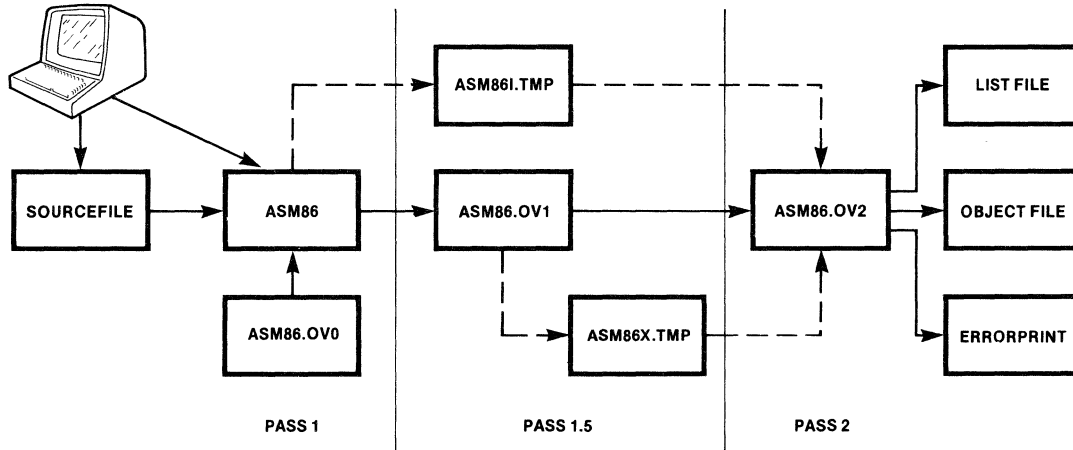 ASM86I.TMP
LIST FILE
SOURCEFILE
ASM86
ASM86.OV1
ASM86.OV2
OBJECT FILE
ASM86.OV0
ASM86X.TMP
ERRORPRINT
PASS 1
PASS 1.5
PASS 2